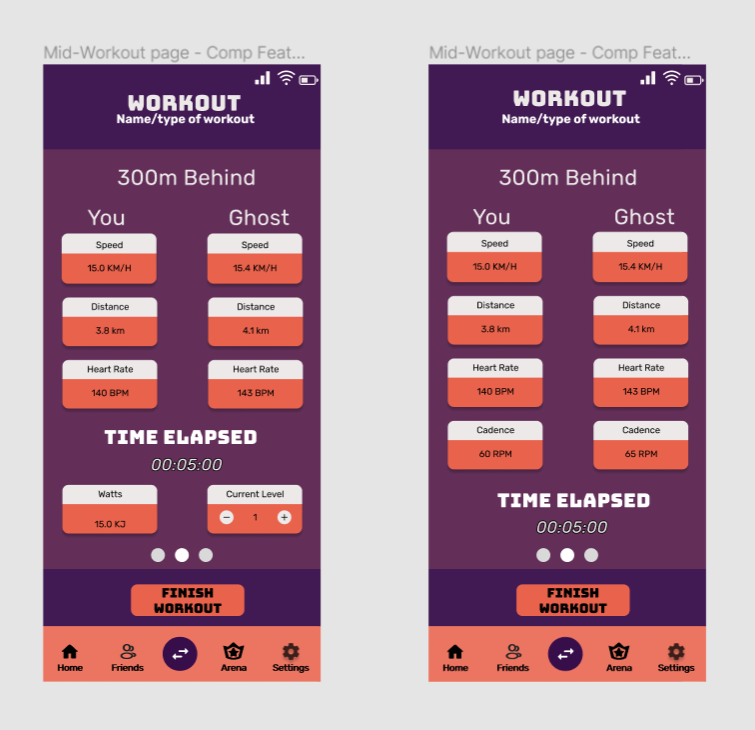 Mid-Workout page - Comp Feat...
WORKOUT
Name/type of workout
300m Behind
You Ghost
Speed Speed
15.0 KM/H 15.4 KM/H
Distance Distance
3.8 km 4.1 km
Heart Rate Heart Rate
140 BPM 143 BPM
TIME ELAPSED
00:05:00
Watts Current Level
15.0 KJ − 1 +
FINISH
WORKOUT
Home Friends Arena Settings
Mid-Workout page - Comp Feat...
WORKOUT
Name/type of workout
300m Behind
You Ghost
Speed Speed
15.0 KM/H 15.4 KM/H
Distance Distance
3.8 km 4.1 km
Heart Rate Heart Rate
140 BPM 143 BPM
Cadence Cadence
60 RPM 65 RPM
TIME ELAPSED
00:05:00
FINISH
WORKOUT
Home Friends Arena Settings